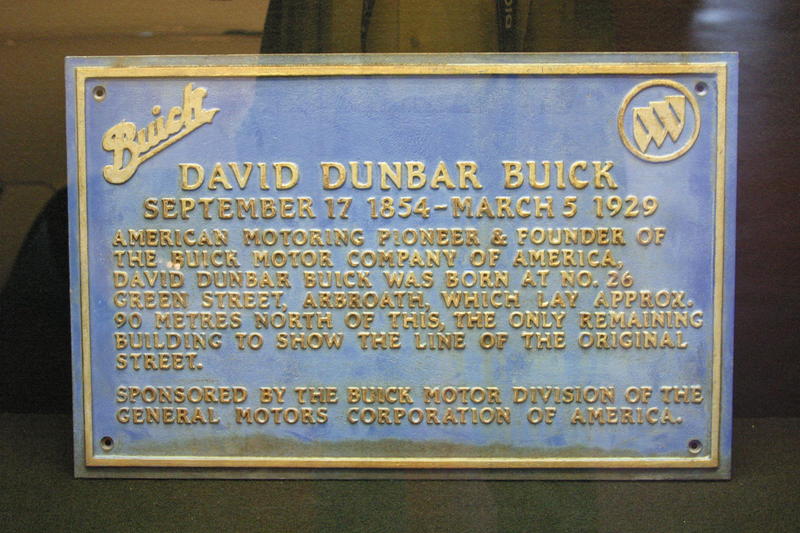 Buick
DAVID DUNBAR BUICK
SEPTEMBER 17 1854-MARCH 5 1929
AMERICAN MOTORING PIONEER & FOUNDER OF
THE BUICK MOTOR COMPANY OF AMERICA,
DAVID DUNBAR BUICK WAS BORN AT NO. 26
GREEN STREET, ARBROATH, WHICH LAY APPROX.
90 METRES NORTH OF THIS, THE ONLY REMAINING
BUILDING TO SHOW THE LINE OF THE ORIGINAL
STREET.
SPONSORED BY THE BUICK MOTOR DIVISION OF THE
GENERAL MOTORS CORPORATION OF AMERICA.